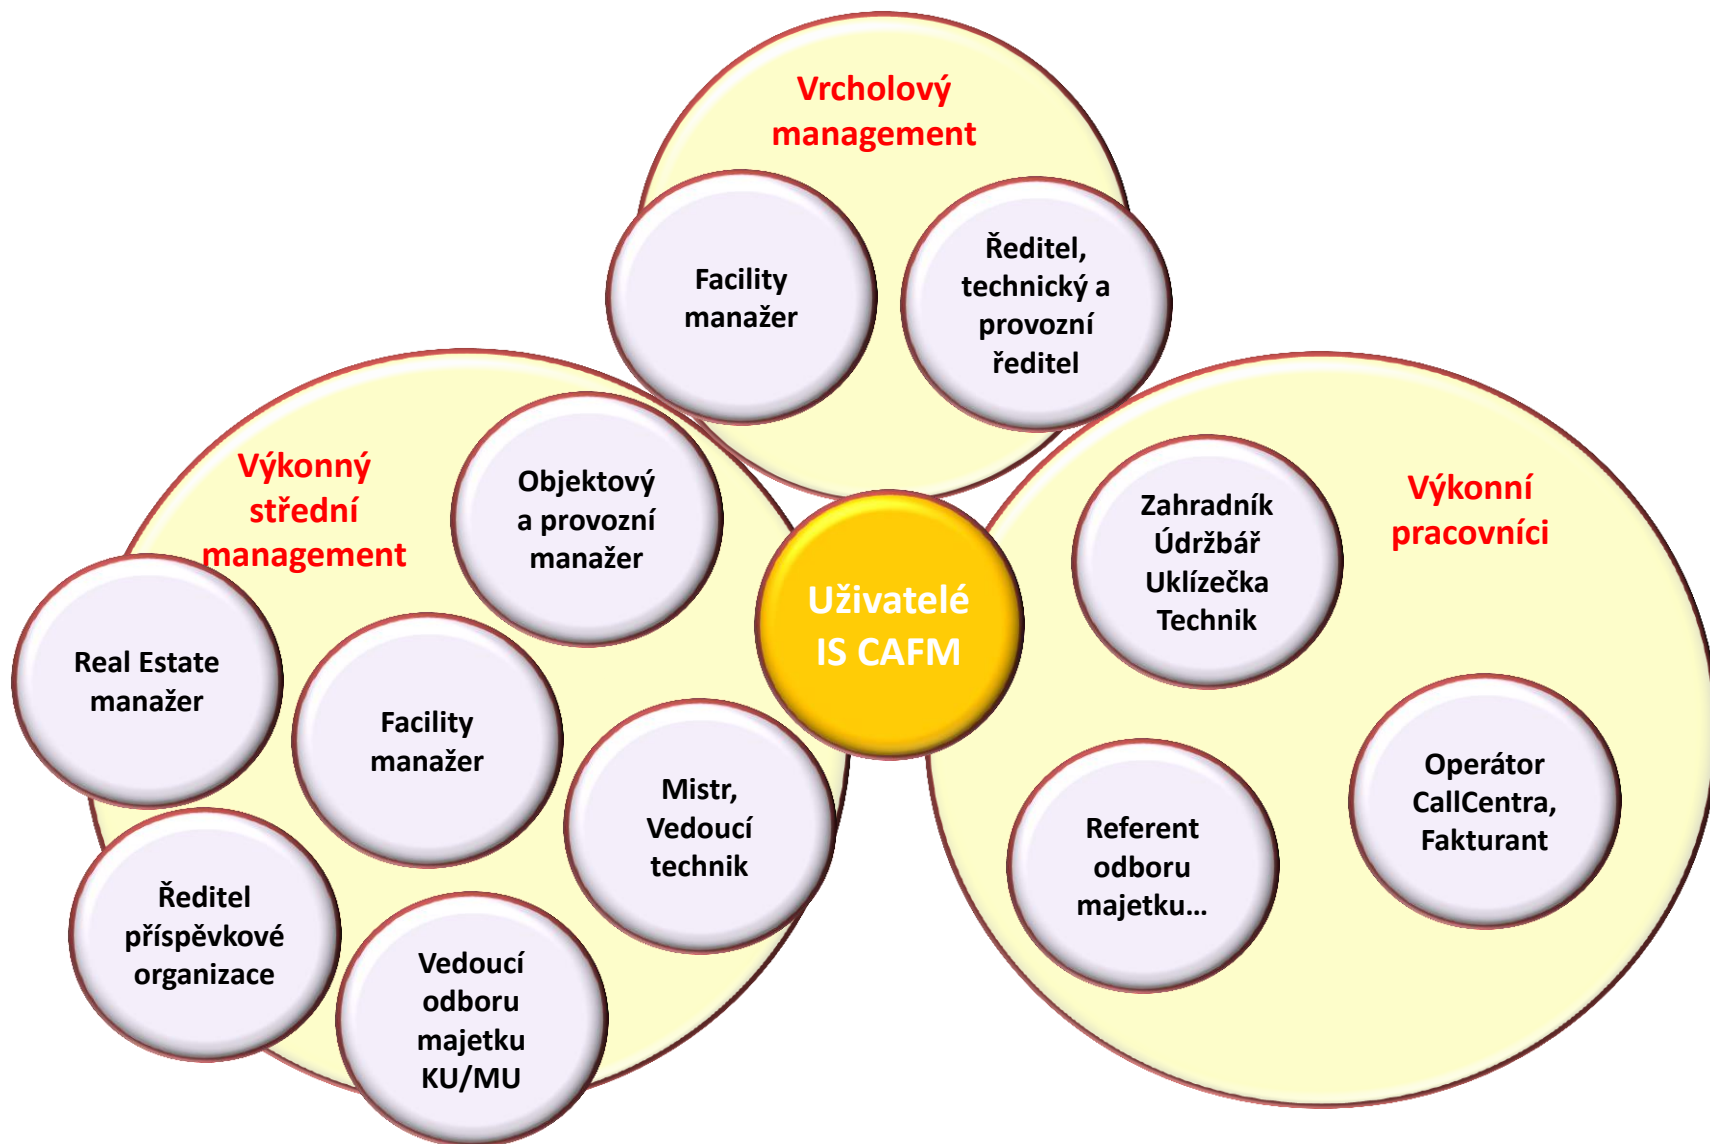 Vrcholový
management
Facility
manažer
Ředitel,
technický a
provozní
ředitel
Výkonný
střední
management
Objektový
a provozní
manažer
Real Estate
manažer
Facility
manažer
Mistr,
Vedoucí
technik
Ředitel
příspěvkové
organizace
Vedoucí
odboru
majetku
KU/MU
Uživatelé
IS CAFM
Výkonní
pracovníci
Zahradník
Údržbář
Uklízečka
Technik
Operátor
CallCentra,
Fakturant
Referent
odboru
majetku…